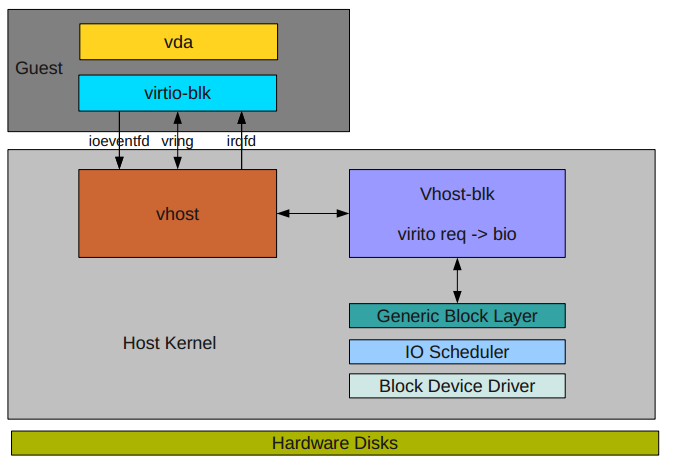 vda
Guest
virtio-blk
ioeventfd vring irqfd
vhost
Vhost-blk
virito req -> bio
Generic Block Layer
Host Kernel
IO Scheduler
Block Device Driver
Hardware Disks